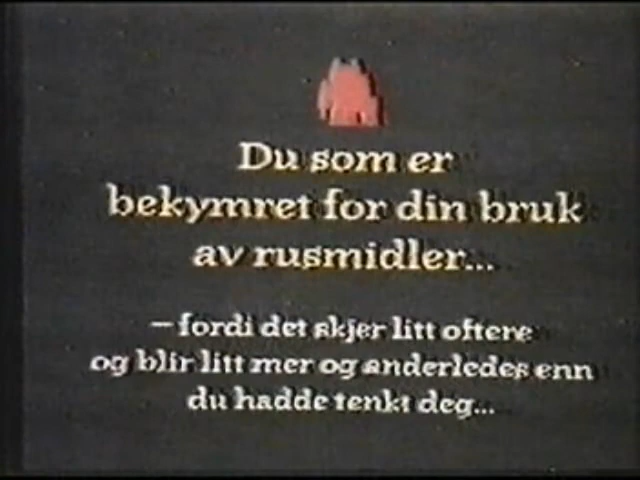 Du som er
bekymret for din bruk
av rusmidler...
– fordi det skjer litt oftere
og blir litt mer og anderledes enn
du hadde tenkt deg...